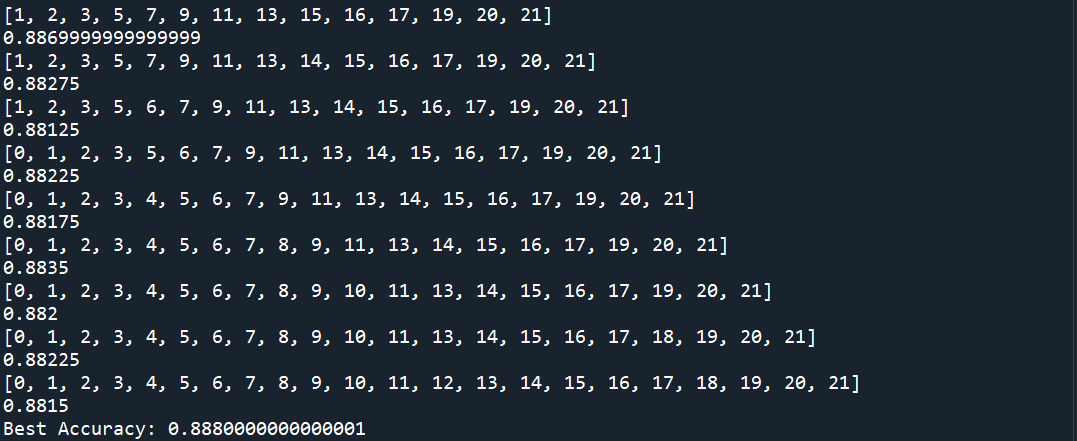 [1, 2, 3, 5, 7, 9, 11, 13, 15, 16, 17, 19, 20, 21]
0.8869999999999999
[1, 2, 3, 5, 7, 9, 11, 13, 14, 15, 16, 17, 19, 20, 21]
0.88275
[1, 2, 3, 5, 6, 7, 9, 11, 13, 14, 15, 16, 17, 19, 20, 21]
0.88125
[0, 1, 2, 3, 5, 6, 7, 9, 11, 13, 14, 15, 16, 17, 19, 20, 21]
0.88225
[0, 1, 2, 3, 4, 5, 6, 7, 9, 11, 13, 14, 15, 16, 17, 19, 20, 21]
0.88175
[0, 1, 2, 3, 4, 5, 6, 7, 8, 9, 11, 13, 14, 15, 16, 17, 19, 20, 21]
0.8835
[0, 1, 2, 3, 4, 5, 6, 7, 8, 9, 10, 11, 13, 14, 15, 16, 17, 19, 20, 21]
0.882
[0, 1, 2, 3, 4, 5, 6, 7, 8, 9, 10, 11, 13, 14, 15, 16, 17, 18, 19, 20, 21]
0.88225
[0, 1, 2, 3, 4, 5, 6, 7, 8, 9, 10, 11, 12, 13, 14, 15, 16, 17, 18, 19, 20, 21]
0.8815
Best Accuracy: 0.8880000000000001